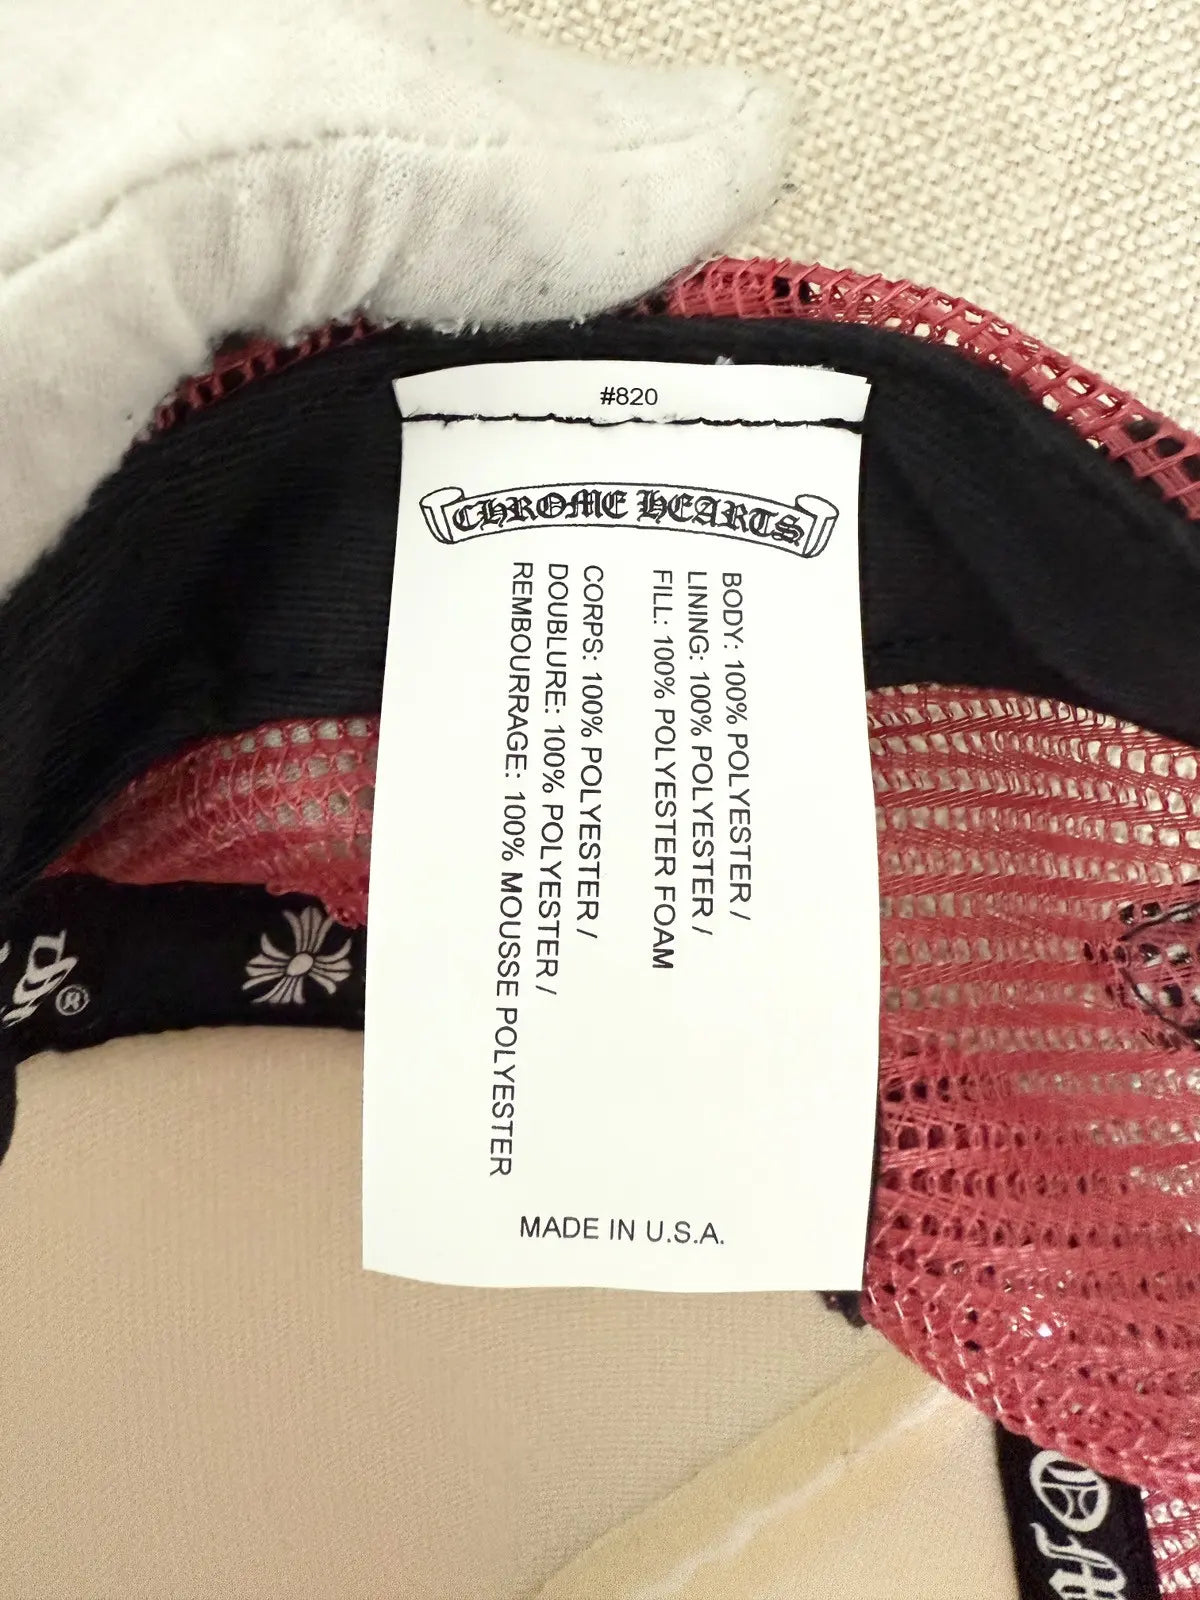 #820
CHROME HEARTS
BODY: 100% POLYESTER /
LINING: 100% POLYESTER /
FILL: 100% POLYESTER FOAM
CORPS: 100% POLYESTER /
DOUBLURE: 100% POLYESTER /
REMBOURRAGE: 100% MOUSSE POLYESTER
MADE IN U.S.A.
®